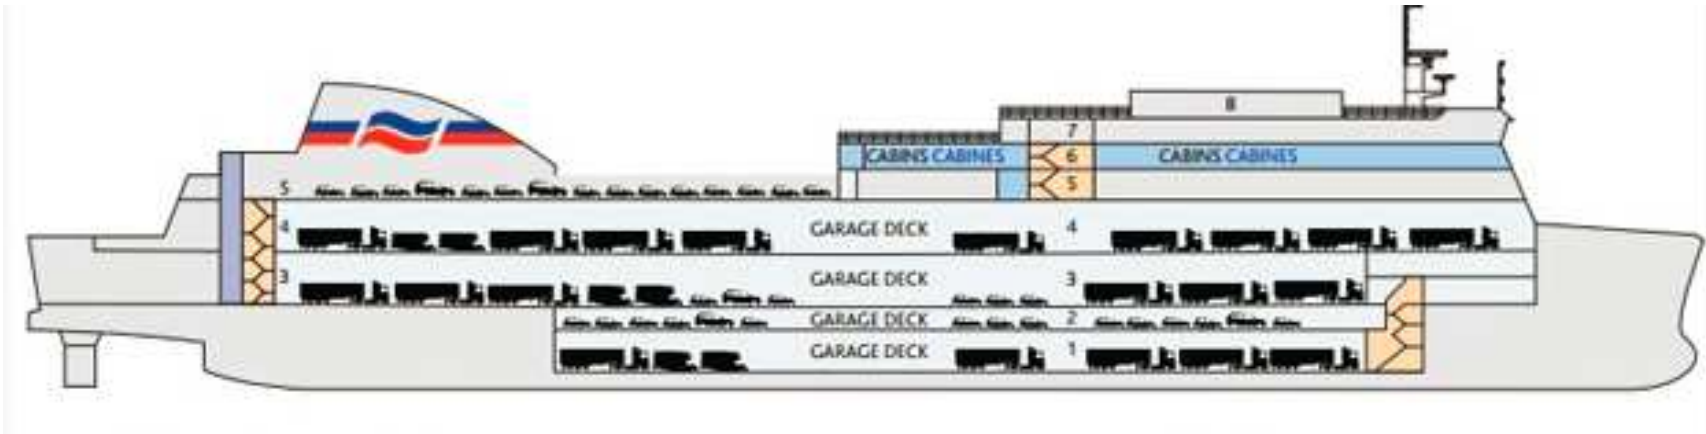 8
7
CABINS CABINES 6 CABINS CABINES
5 5
4 GARAGE DECK 4
3 GARAGE DECK 3
GARAGE DECK 2
GARAGE DECK 1